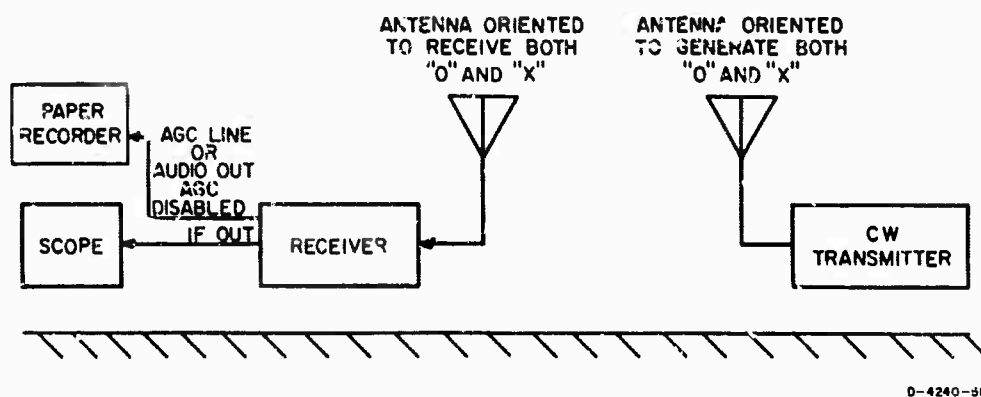 ANTENNA ORIENTED
TO RECEIVE BOTH
"O" AND "X"
ANTENNA ORIENTED
TO GENERATE BOTH
"O" AND "X"
PAPER
RECORDER
AGC LINE
OR
AUDIO OUT
AGC
DISABLED
IF OUT
SCOPE
RECEIVER
CW
TRANSMITTER